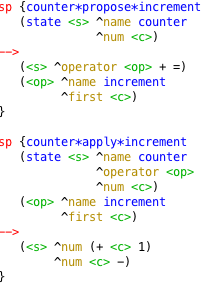 sp {counter*propose*increment
(state <s> ^name counter
^num <c>)
-->
(<s> ^operator <op> + =)
(<op> ^name increment
^first <c>)
}
sp {counter*apply*increment
(state <s> ^name counter
^operator <op>
^num <c>)
(<op> ^name increment
^first <c>)
-->
(<s> ^num (+ <c> 1)
^num <c> −)
}